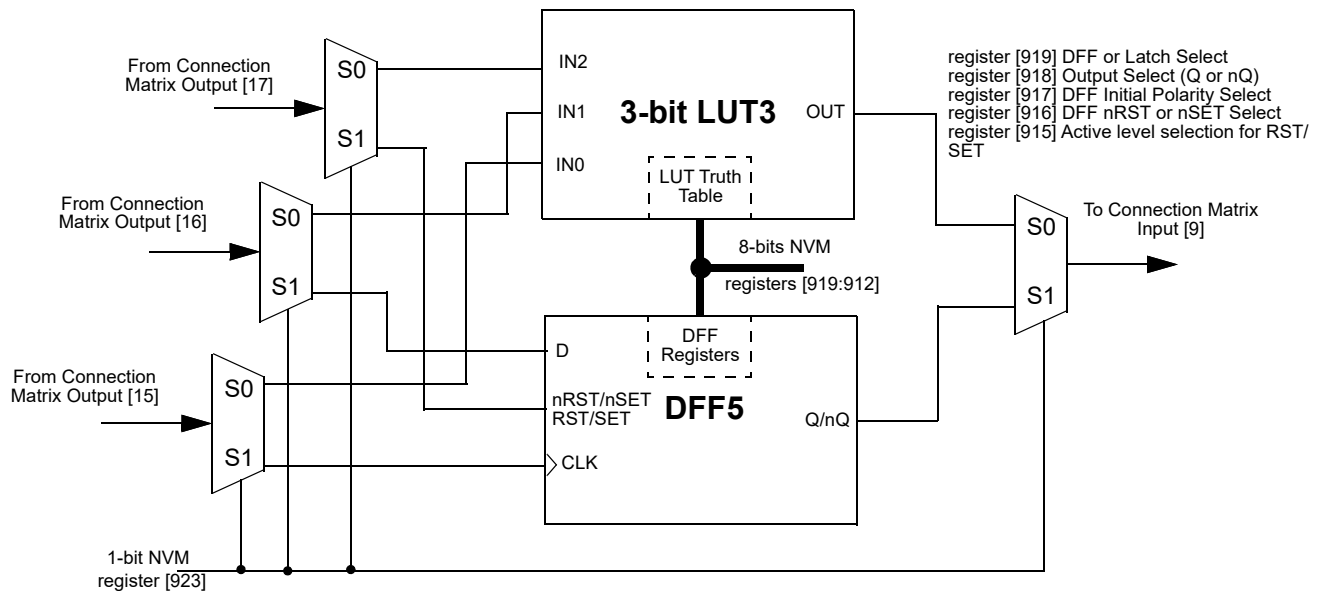 From Connection
Matrix Output [17]
S0
S1
IN2
IN1
IN0
3-bit LUT3
OUT
LUT Truth
Table
register [919] DFF or Latch Select
register [918] Output Select (Q or nQ)
register [917] DFF Initial Polarity Select
register [916] DFF nRST or nSET Select
register [915] Active level selection for RST/
SET
From Connection
Matrix Output [16]
S0
S1
8-bits NVM
registers [919:912]
S0
S1
To Connection Matrix
Input [9]
From Connection
Matrix Output [15]
S0
S1
D
nRST/nSET
RST/SET
CLK
DFF
Registers
DFF5
Q/nQ
1-bit NVM
register [923]